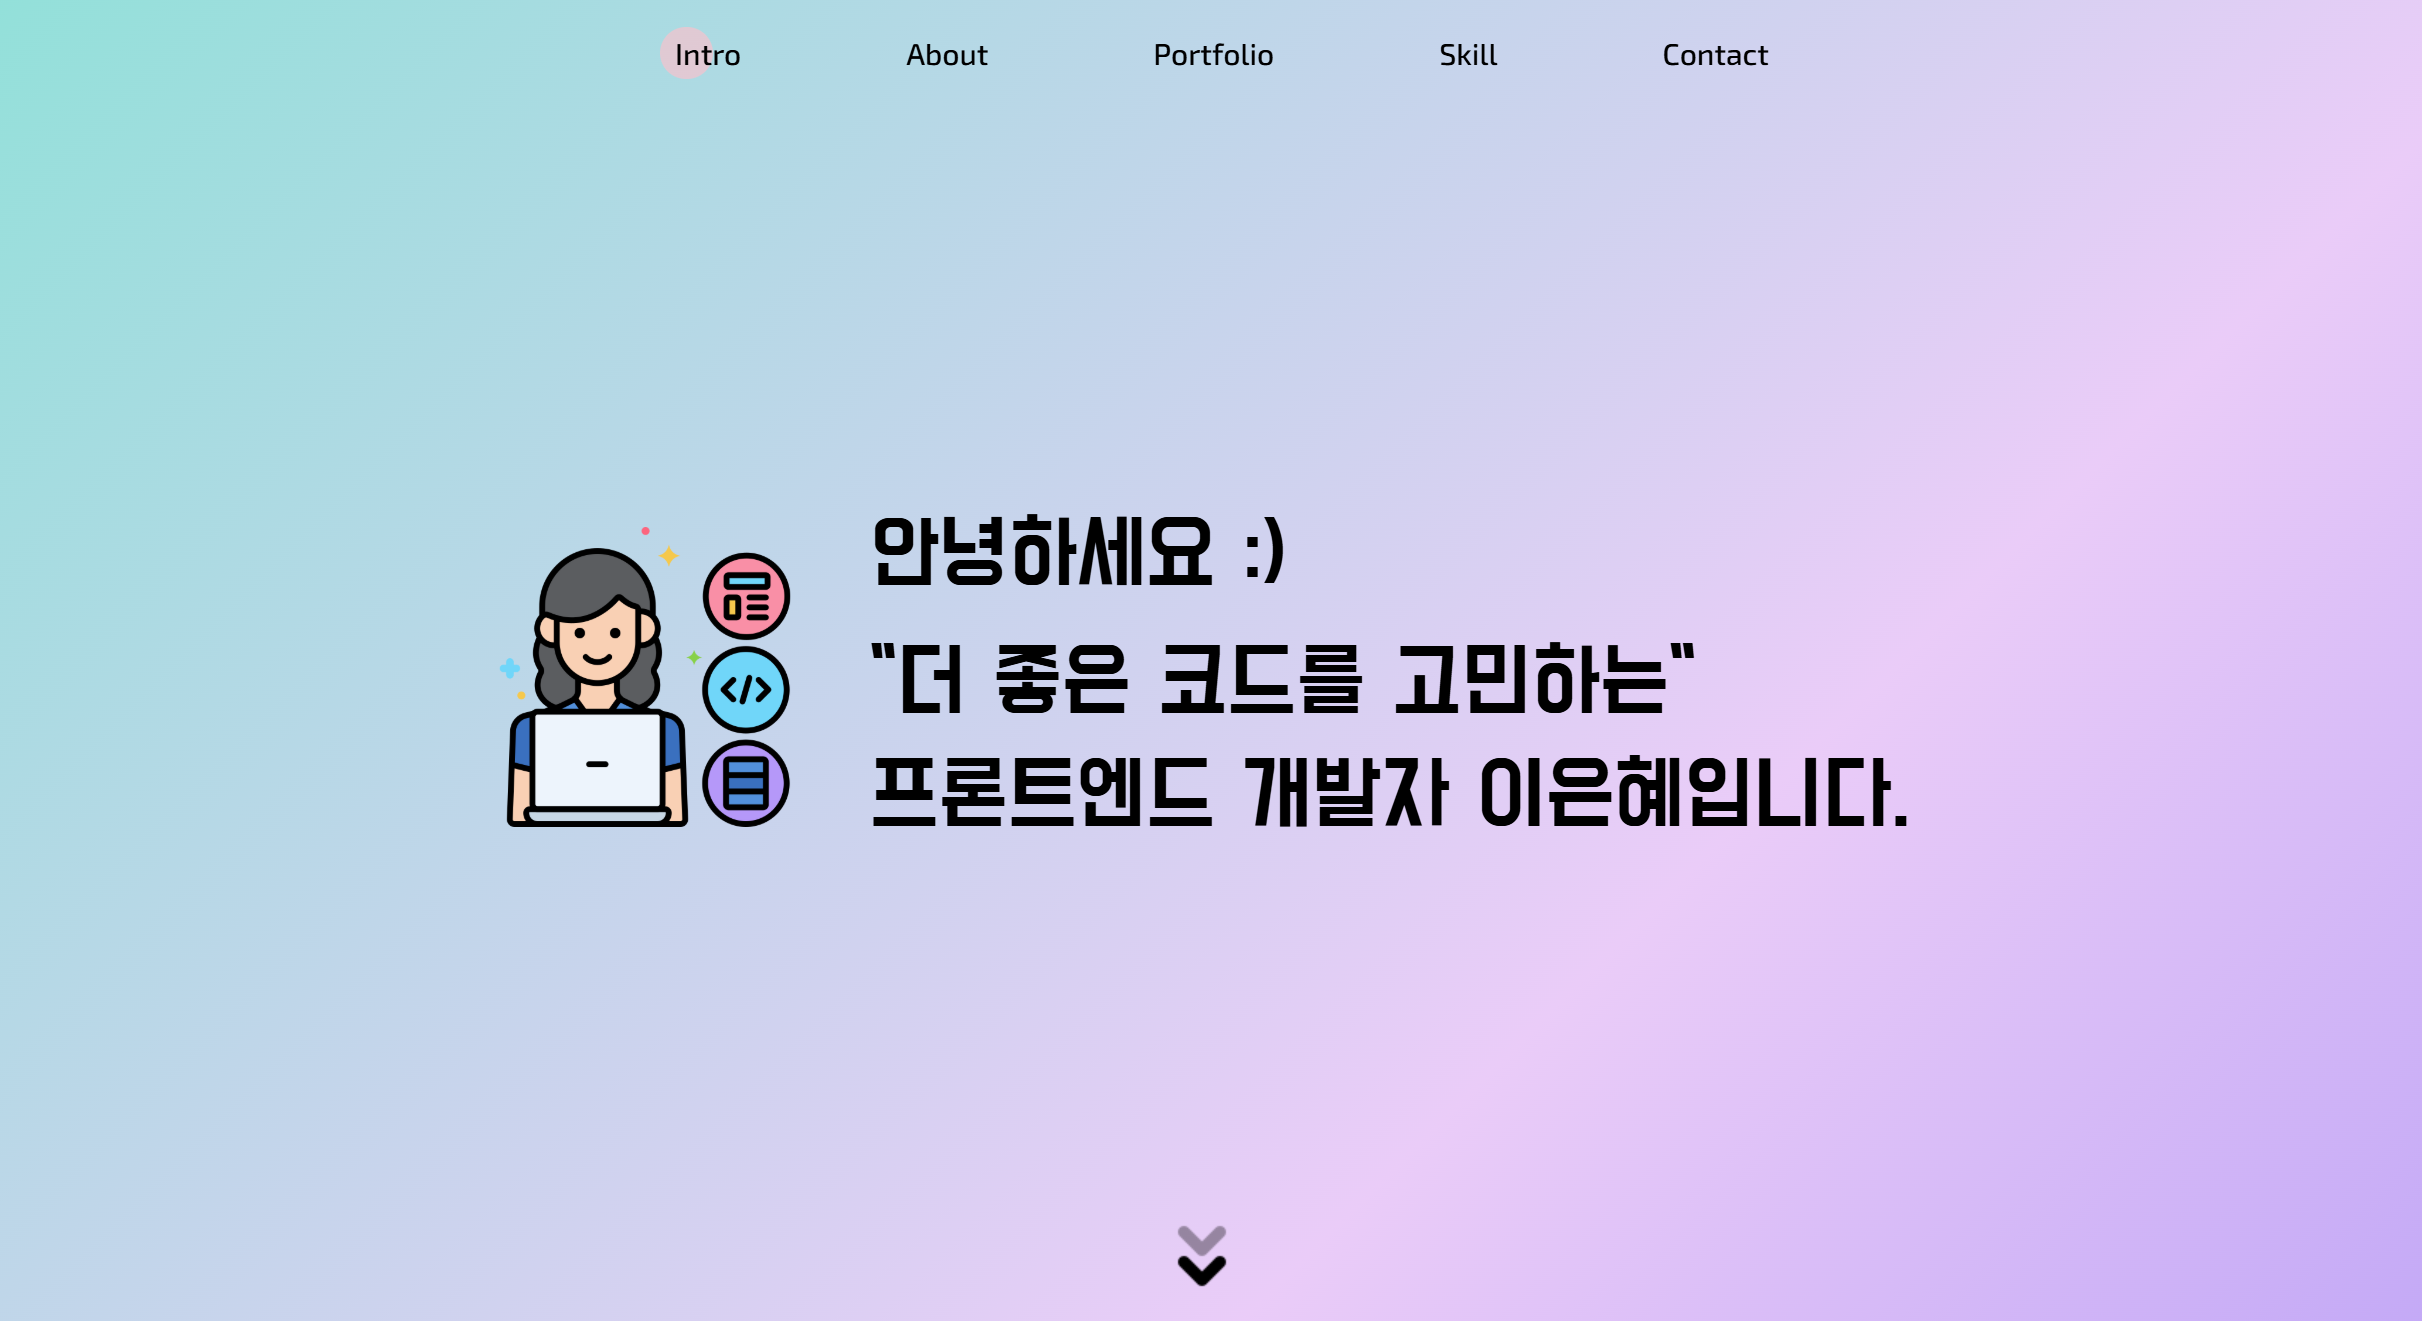 Intro
About
Portfolio
Skill
Contact
안녕하세요 :)
“더 좋은 코드를 고민하는“
프론트엔드 개발자 이은혜입니다.